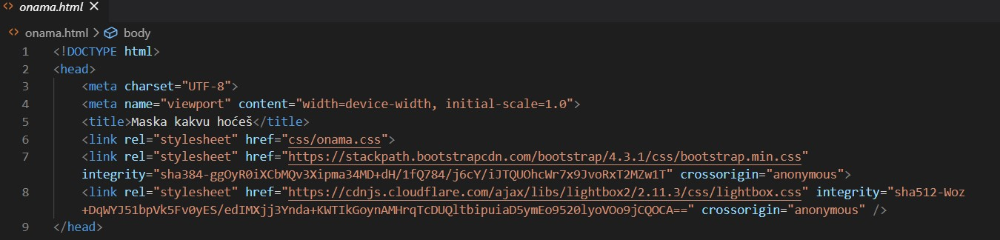 onama.html
onama.html > body
1 <!DOCTYPE html>
2 <head>
3 <meta charset="UTF-8">
4 <meta name="viewport" content="width=device-width, initial-scale=1.0">
5 <title>Maska kakvu hoćeš</title>
6 <link rel="stylesheet" href="css/onama.css">
7 <link rel="stylesheet" href="https://stackpath.bootstrapcdn.com/bootstrap/4.3.1/css/bootstrap.min.css"
integrity="sha384-ggOyR0iXCbMQv3Xipma34MD+dH/1fQ784/j6cY/iJTQUOhcWr7x9JvoRxT2MZw1T" crossorigin="anonymous">
8 <link rel="stylesheet" href="https://cdnjs.cloudflare.com/ajax/libs/lightbox2/2.11.3/css/lightbox.css" integrity="sha512-Woz
+DqWYJ51bpVk5Fv0yES/edIMXjj3Ynda+KWTIkGoynAMHrqTcDUQltbipuiaD5ymEo9520lyoVOo9jCQOCA==" crossorigin="anonymous" />
9 </head>